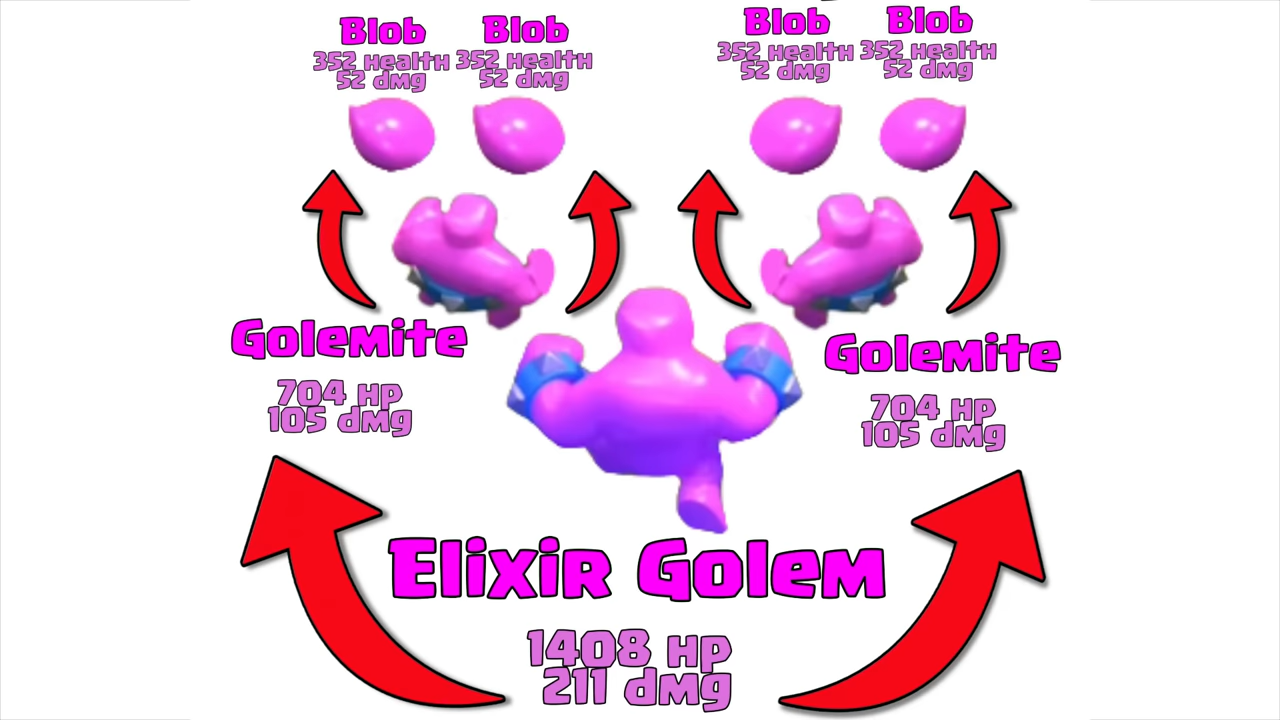 Blob
352 Health
52 dmg
Blob
352 Health
52 dmg
Blob
352 Health
52 dmg
Blob
352 Health
52 dmg
Golemite
704 HP
105 dmg
Golemite
704 HP
105 dmg
Elixir Golem
1408 HP
211 dmg